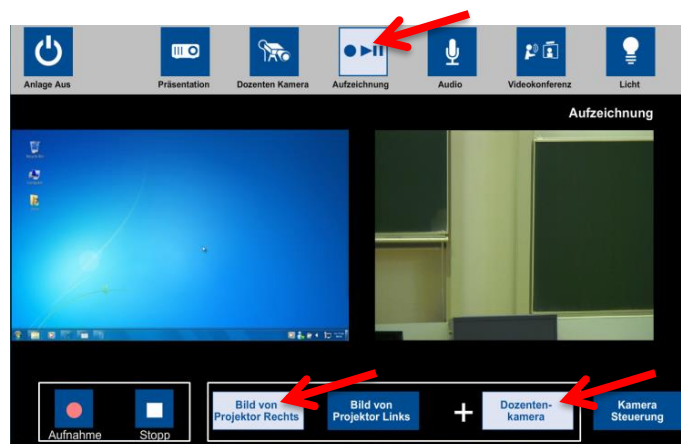 Anlage Aus
Präsentation
Dozenten Kamera
Aufzeichnung
Audio
Videokonferenz
Licht
Aufzeichnung
Aufnahme
Stopp
Bild von
Projektor Rechts
Bild von
Projektor Links
+
Dozenten-
kamera
Kamera
Steuerung